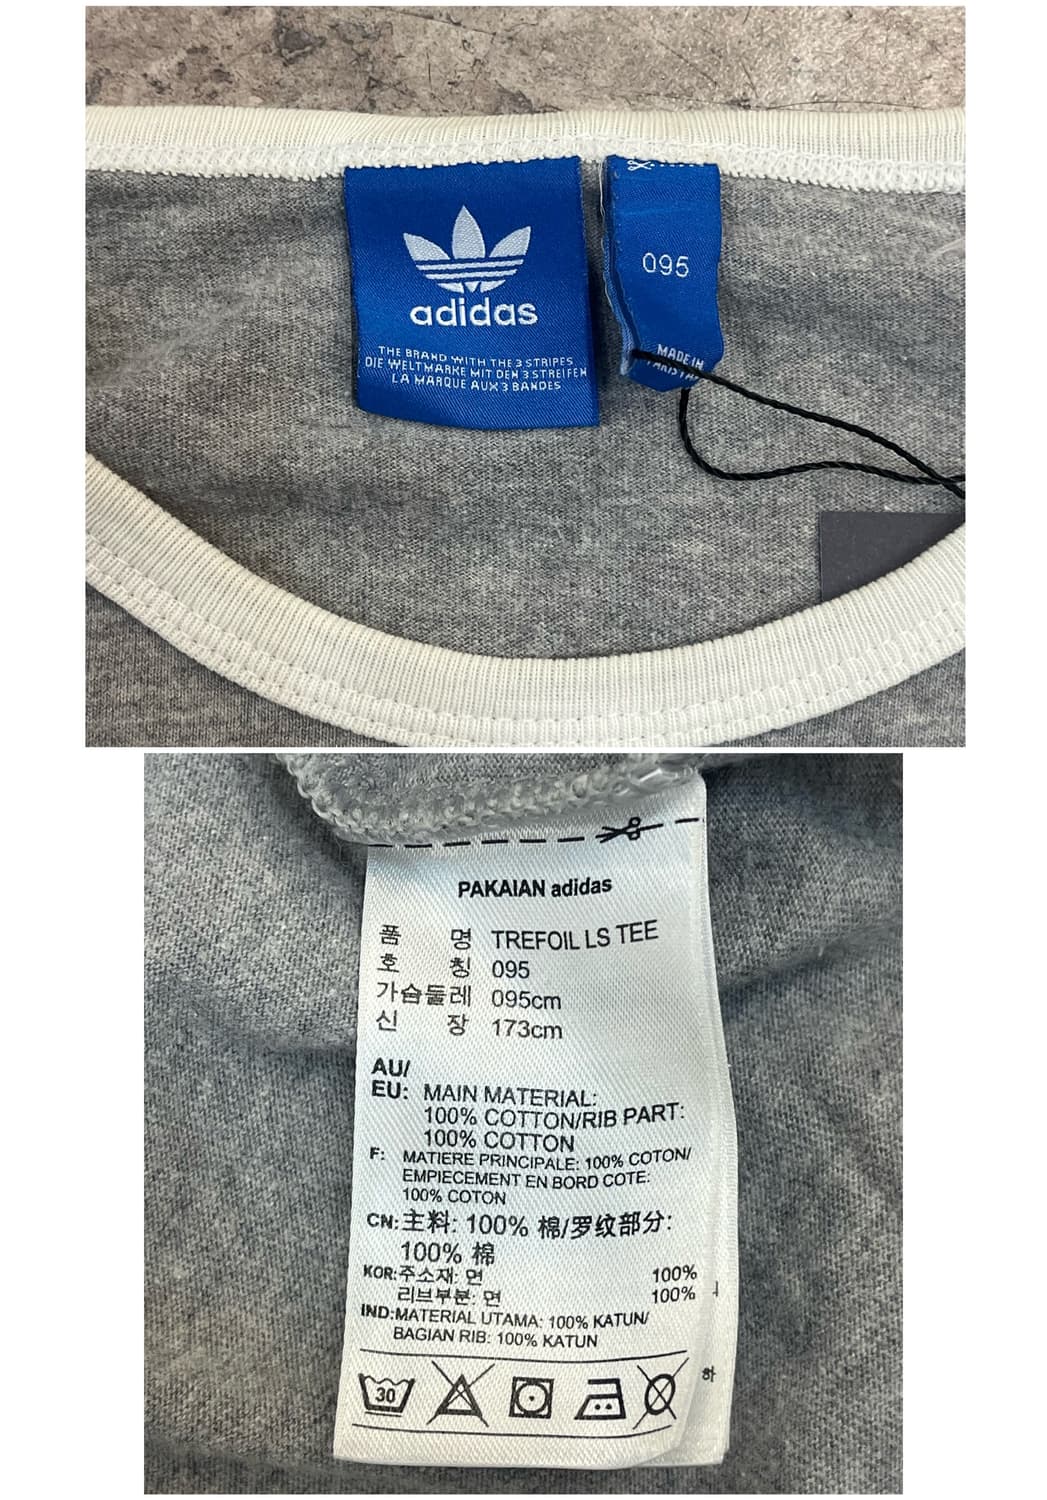 adidas
THE BRAND WITH THE 3 STRIPES
DIE WELTMARKE MIT DEN 3 STREIFEN
LA MARQUE AUX 3 BANDES
095
MADE IN
PAKAIAN adidas
품 명 TREFOIL LS TEE
호 칭 095
가슴둘레 095cm
신 장 173cm
AU/
EU: MAIN MATERIAL:
100% COTTON/RIB PART:
100% COTTON
F: MATIERE PRINCIPALE: 100% COTON/
EMPIECEMENT EN BORD COTE:
100% COTON
CN:主料: 100% 棉/罗纹部分:
100% 棉
KOR:주소재: 면 100%
리브부분: 면 100%
IND:MATERIAL UTAMA: 100% KATUN/
BAGIAN RIB: 100% KATUN
30